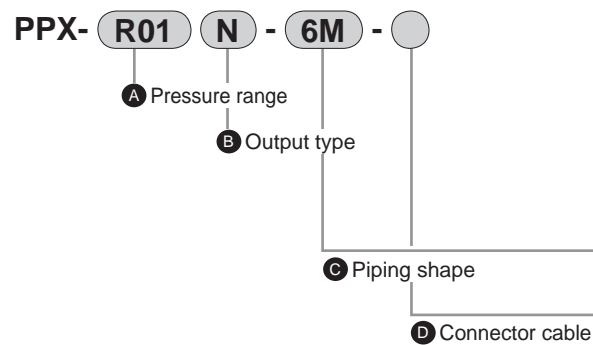 PPX- R01 N - 6M -
A Pressure range
B Output type
C Piping shape
D Connector cable